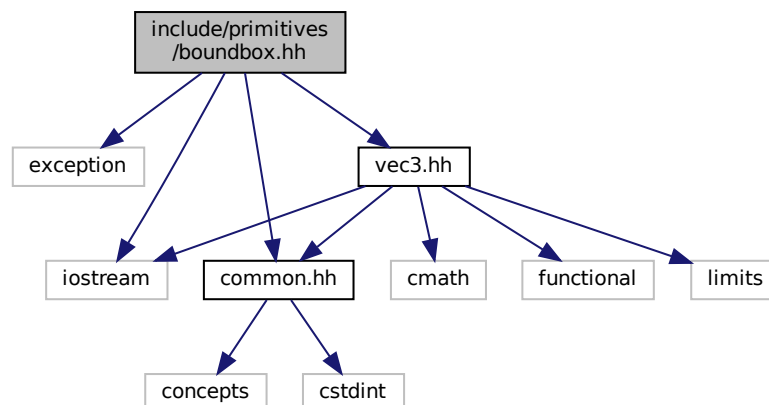 include/primitives
/boundbox.hh
exception
vec3.hh
iostream
common.hh
cmath
functional
limits
concepts
cstdint